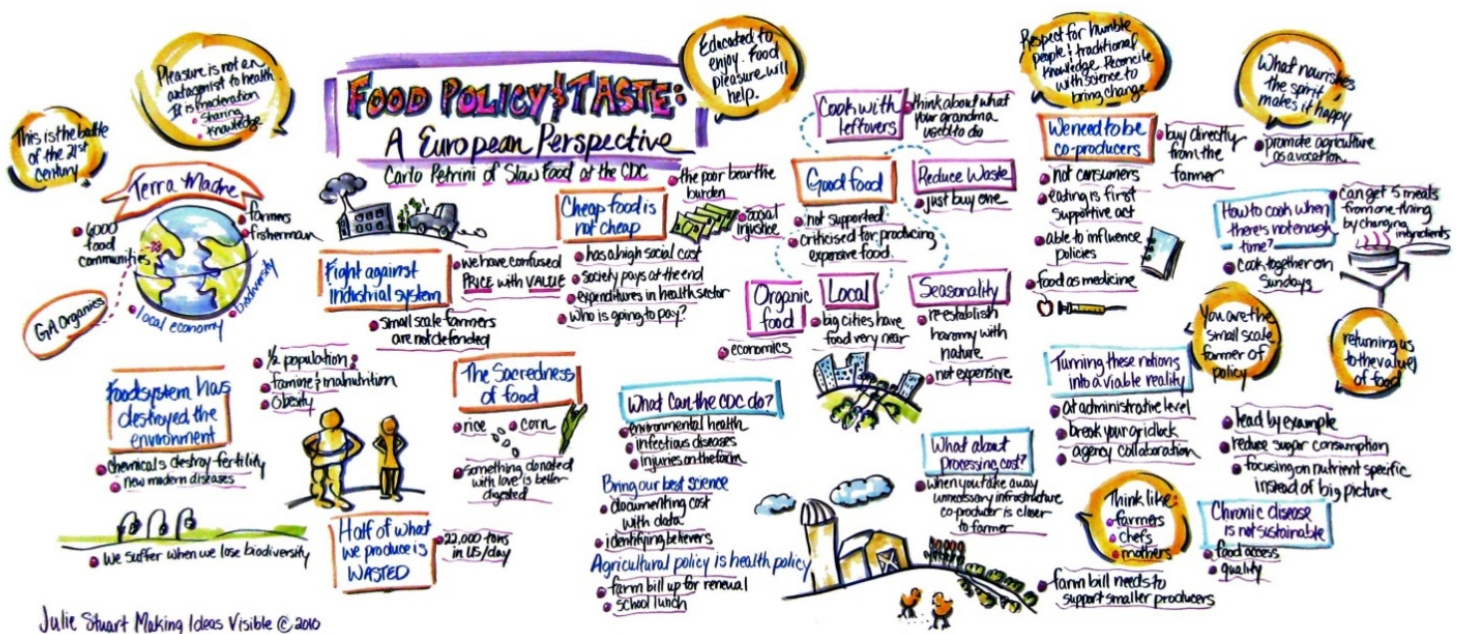 This is the battle
of the 21st
century
Pleasure is not an
antagonist to health
It is moderation
sharing
knowledge
FOOD POLICY & TASTE:
A European Perspective
Carlo Petrini of Slow Food at the CDC
Educated to
enjoy. Food
pleasure will
help.
Terra Madre
6000
food
communities
farmers
fisherman
biodiversity
local economy
GA Organics
Fight against
industrial system
we have confused
PRICE with VALUE
small scale farmers
are not defended
Cheap food is
not cheap
the poor bear the
burden
social
injustice
has a high social cost
society pays at the end
expenditures in health sector
who is going to pay?
Food system has
destroyed the
environment
chemicals destroy fertility
new modern diseases
We suffer when we lose biodiversity
1/2 population:
famine & malnutrition
obesity
The Sacredness
of food
rice
corn
something donated
with love is better
digested
Half of what
we produce is
WASTED
22,000 tons
in US/day
Cook with
leftovers
think about what
your grandma
used to do
Good food
not supported
criticised for producing
expensive food.
Reduce Waste
just buy one
Organic
food
economics
Local
big cities have
food very near
Seasonality
re-establish
harmony with
nature
not expensive
What can the CDC do?
environmental health
infectious diseases
injuries on the farm
Bring our best science
documenting cost
with data
identifying believers
Agricultural policy is health policy
farm bill up for renewal
school lunch
What about
processing cost?
when you take away
unnecessary infrastructure
co-producer is closer
to farmer
Respect for humble
people & traditional
knowledge. Reconcile
with science to
bring change
We need to be
co-producers
buy directly
from the
farmer
not consumers
eating is first
supportive act
able to influence
policies
food as medicine
What nourishes
the spirit
makes it happy
promote agriculture
as a vocation
How to cook when
there's not enough
time?
can get 5 meals
from one thing
by changing
ingredients
cook together on
Sundays
Turning these notions
into a viable reality
at administrative level
break your gridlock
agency collaboration
You are the
small scale
farmer of
policy
returning us
to the values
of food
lead by example
reduce sugar consumption
focusing on nutrient specific
instead of big picture
Think like:
farmers
chefs
mothers
farm bill needs to
support smaller producers
Chronic disease
is not sustainable
food access
quality
Julie Stuart Making Ideas Visible © 2010